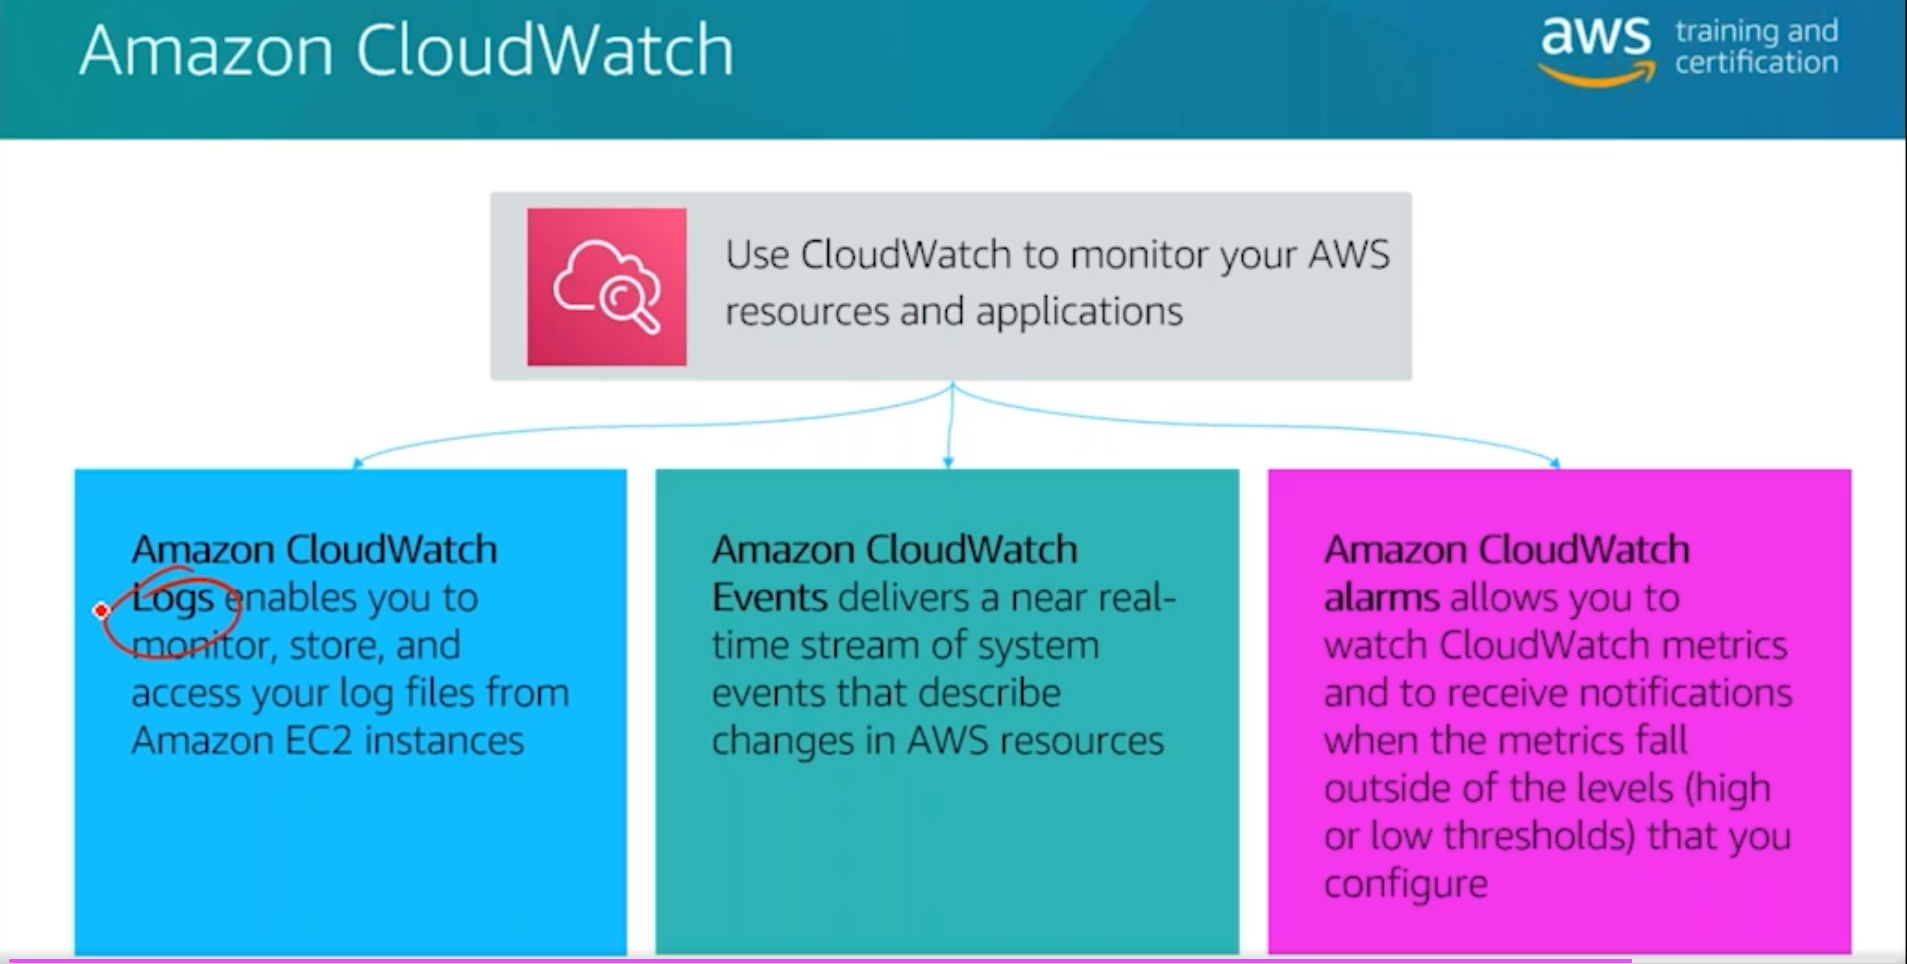 Amazon CloudWatch
aws training and
certification
Use CloudWatch to monitor your AWS
resources and applications
Amazon CloudWatch
Logs enables you to
monitor, store, and
access your log files from
Amazon EC2 instances
Amazon CloudWatch
Events delivers a near real-
time stream of system
events that describe
changes in AWS resources
Amazon CloudWatch
alarms allows you to
watch CloudWatch metrics
and to receive notifications
when the metrics fall
outside of the levels (high
or low thresholds) that you
configure